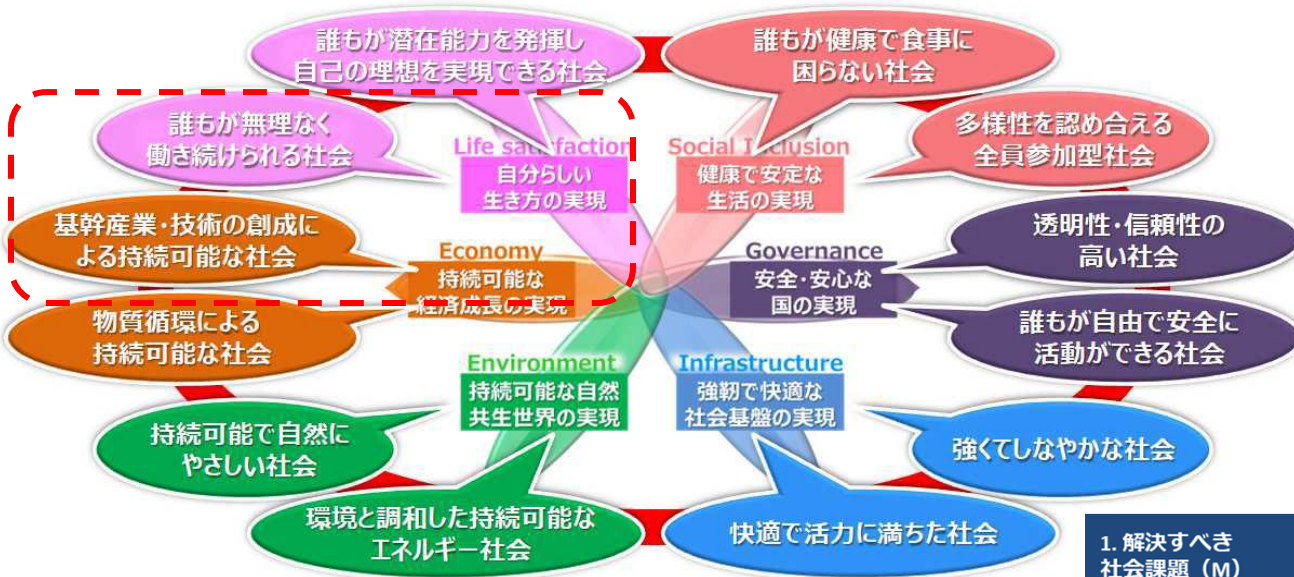 誰もが潜在能力を発揮し
自己の理想を実現できる社会
誰もが健康で食事に
困らない社会
誰もが無理なく
働き続けられる社会
多様性を認め合える
全員参加型社会
Life satisfaction
自分らしい
生き方の実現
Social Inclusion
健康で安定な
生活の実現
基幹産業・技術の創成に
よる持続可能な社会
透明性・信頼性の
高い社会
Economy
持続可能な
経済成長の実現
Governance
安全・安心な
国の実現
物質循環による
持続可能な社会
誰もが自由で安全に
活動ができる社会
Environment
持続可能な自然
共生世界の実現
Infrastructure
強靭で快適な
社会基盤の実現
持続可能で自然に
やさしい社会
強くてしなやかな社会
環境と調和した持続可能な
エネルギー社会
快適で活力に満ちた社会
1. 解決すべき
社会課題（M）